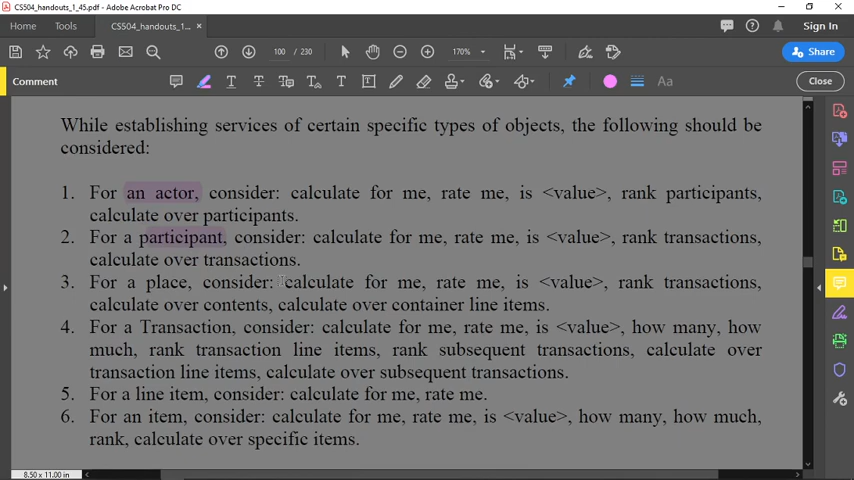 CS504_handouts_1_45.pdf - Adobe Acrobat Pro DC
Home Tools CS504_handouts_1... × Sign In
100 / 230 170% Share
Comment Aa Close
While establishing services of certain specific types of objects, the following should be
considered:
1. For an actor, consider: calculate for me, rate me, is <value>, rank participants,
calculate over participants.
2. For a participant, consider: calculate for me, rate me, is <value>, rank transactions,
calculate over transactions.
3. For a place, consider: calculate for me, rate me, is <value>, rank transactions,
calculate over contents, calculate over container line items.
4. For a Transaction, consider: calculate for me, rate me, is <value>, how many, how
much, rank transaction line items, rank subsequent transactions, calculate over
transaction line items, calculate over subsequent transactions.
5. For a line item, consider: calculate for me, rate me.
6. For an item, consider: calculate for me, rate me, is <value>, how many, how much,
rank, calculate over specific items.
8.50 x 11.00 in